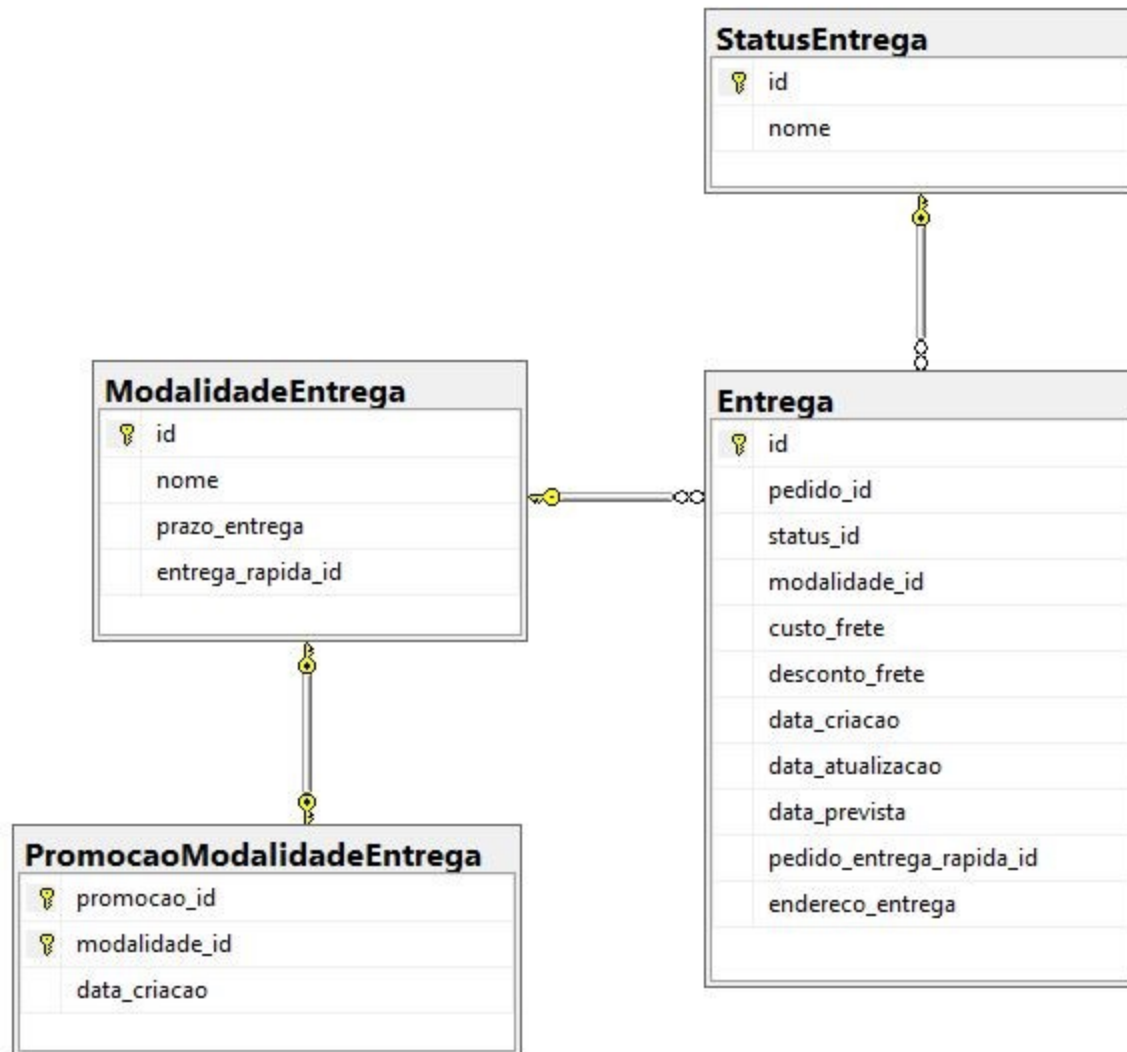 StatusEntrega
id
nome
ModalidadeEntrega
id
nome
prazo_entrega
entrega_rapida_id
Entrega
id
pedido_id
status_id
modalidade_id
custo_frete
desconto_frete
data_criacao
data_atualizacao
data_prevista
pedido_entrega_rapida_id
endereco_entrega
PromocaoModalidadeEntrega
promocao_id
modalidade_id
data_criacao